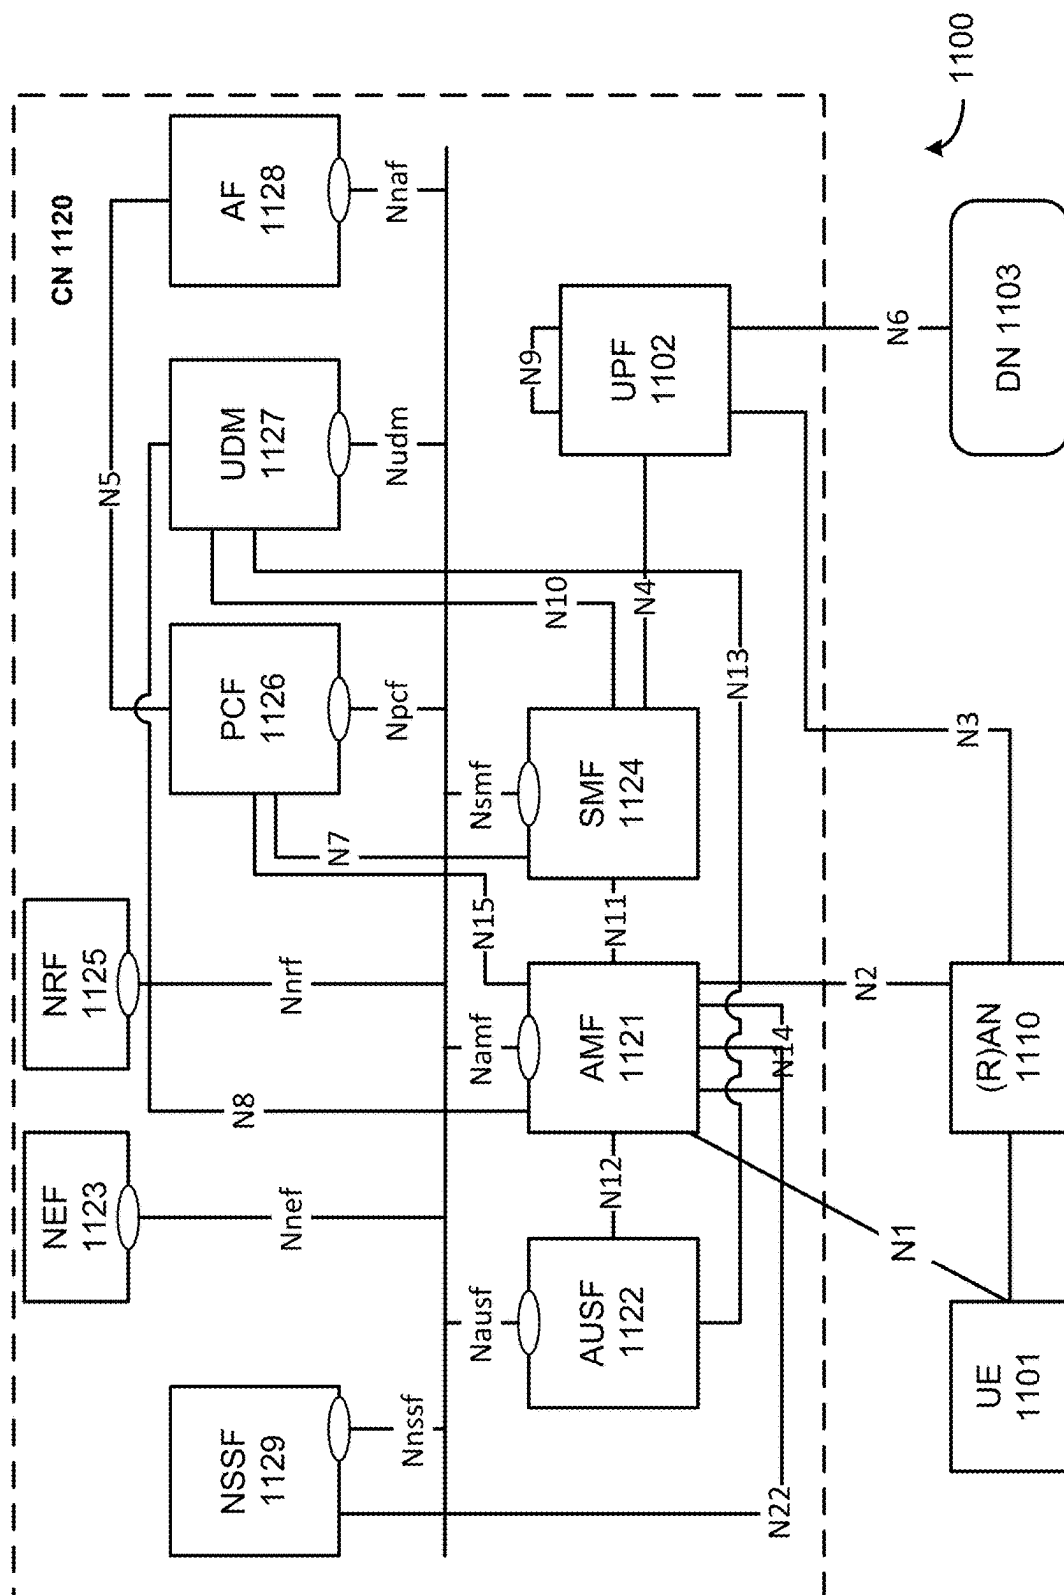 CN 1120
NSSF
1129
NEF
1123
NRF
1125
PCF
1126
UDM
1127
AF
1128
N5
N8
Nnssf
Nnef
Nnrf
Npcf
Nudm
Nnaf
N7
N15
Nausf
Namf
Nsmf
N10
N9
AUSF
1122
N12
AMF
1121
N11
SMF
1124
N4
UPF
1102
N13
N14
N22
N1
N2
N3
N6
UE
1101
(R)AN
1110
DN 1103
1100